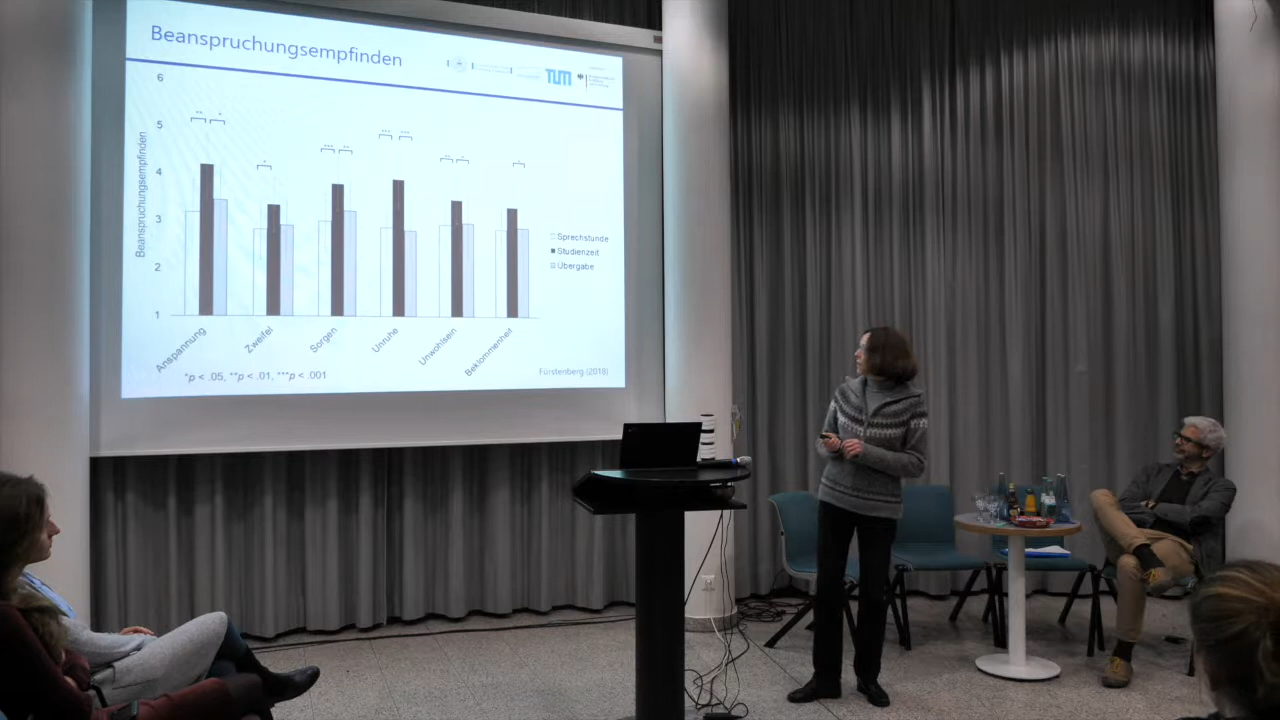 Beanspruchungsempfinden
TUM
6
5
4
3
2
1
Beanspruchungsempfinden
** *
*
*** **
*** ***
** *
*
Anspannung
Zweifel
Sorgen
Unruhe
Unwohlsein
Beklommenheit
Sprechstunde
Studienzeit
Übergabe
*p < .05, **p < .01, ***p < .001
Fürstenberg (2018)